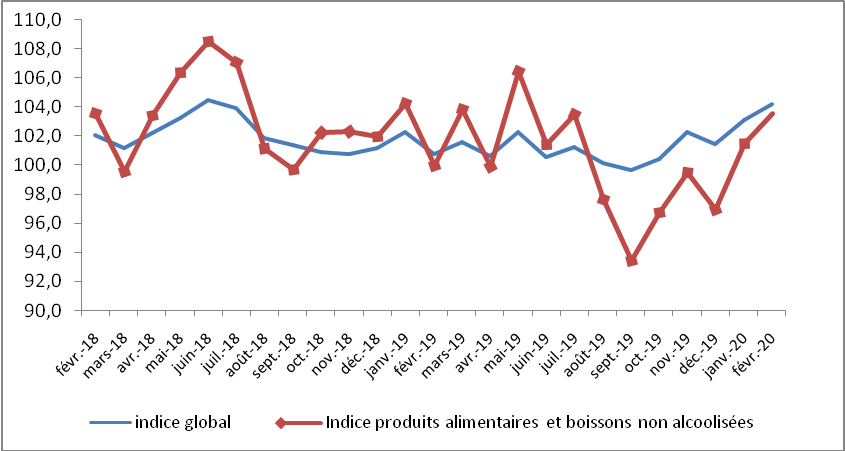 110,0
108,0
106,0
104,0
102,0
100,0
98,0
96,0
94,0
92,0
90,0
févr.-18
mars-18
avr.-18
mai-18
juin-18
juil.-18
août-18
sept.-18
oct.-18
nov.-18
déc.-18
janv.-19
févr.-19
mars-19
avr.-19
mai-19
juin-19
juil.-19
août-19
sept.-19
oct.-19
nov.-19
déc.-19
janv.-20
févr.-20
indice global
Indice produits alimentaires et boissons non alcoolisées